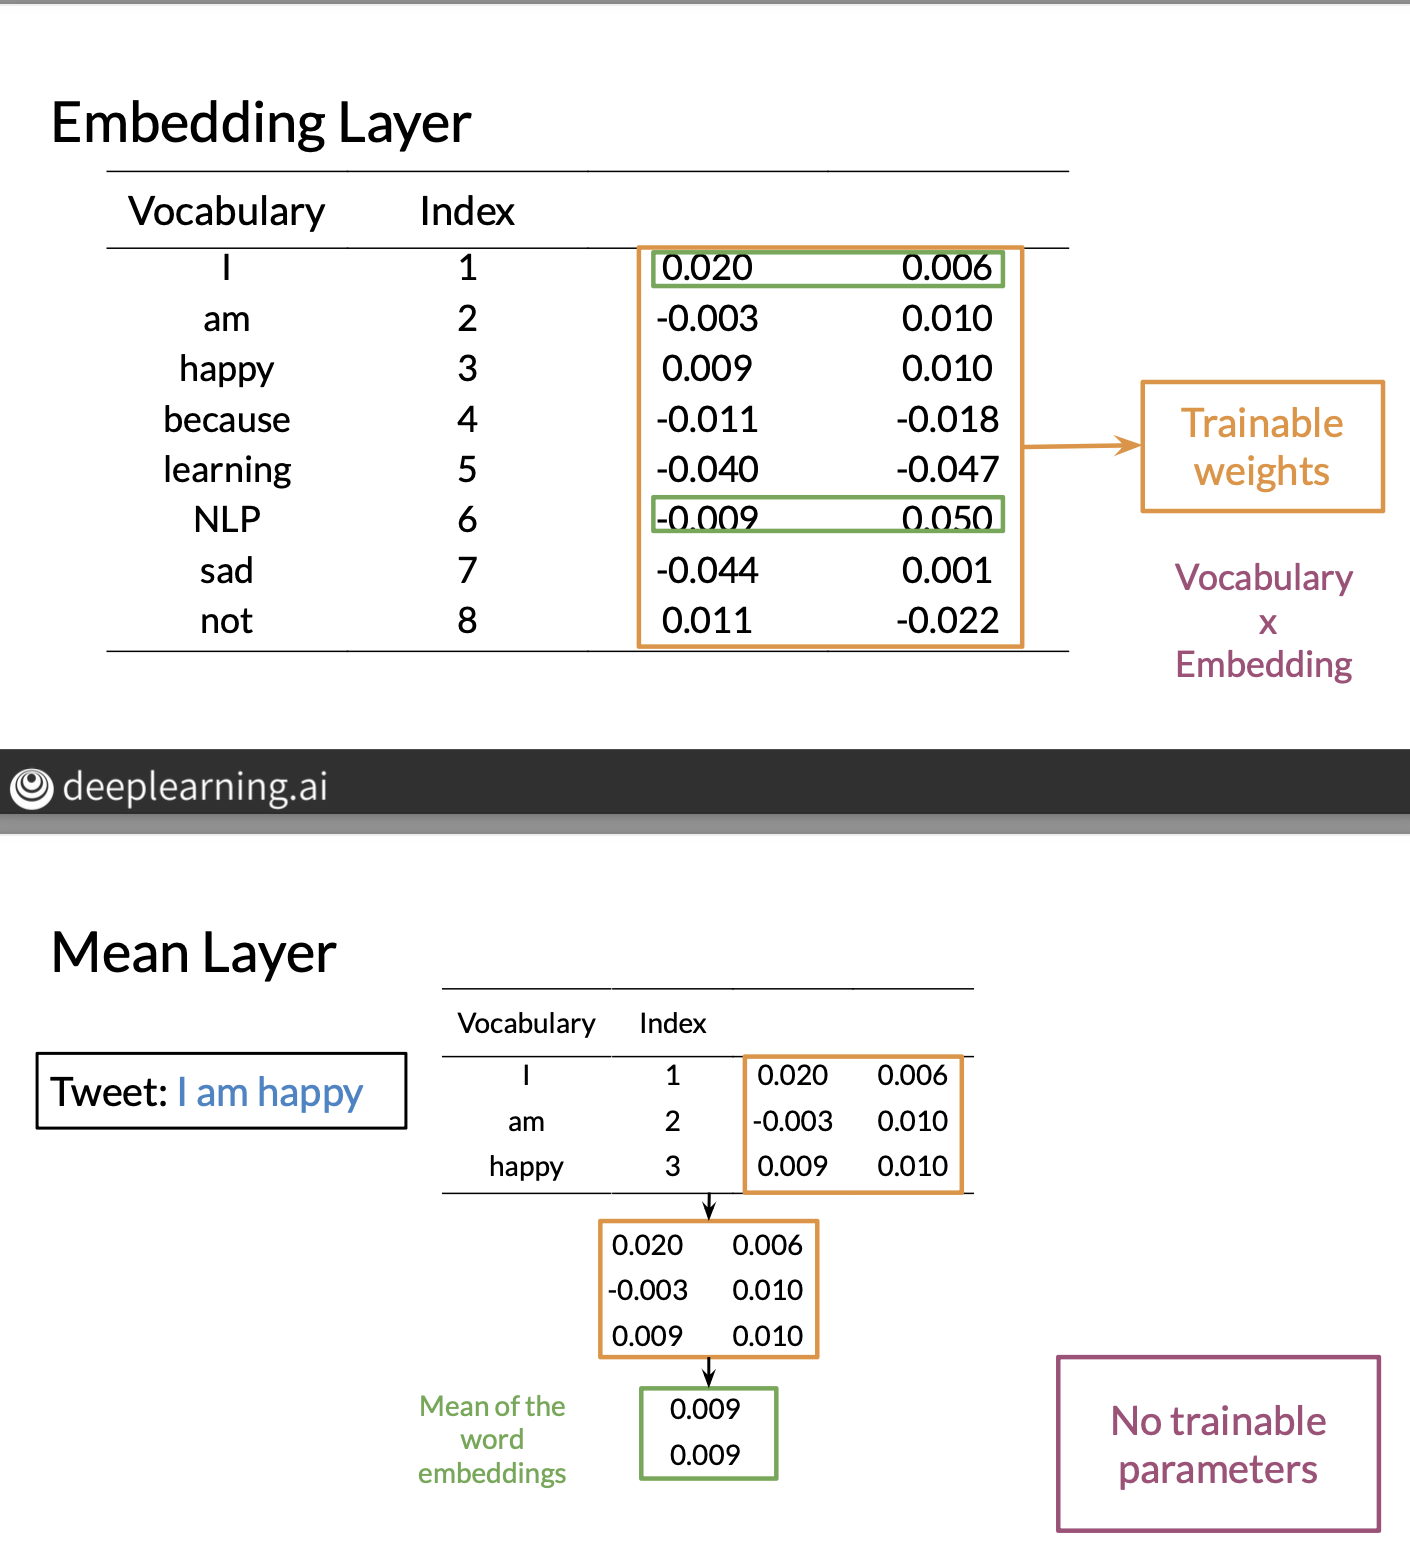 Embedding Layer
Vocabulary Index
I 1 0.020 0.006
am 2 -0.003 0.010
happy 3 0.009 0.010
because 4 -0.011 -0.018
learning 5 -0.040 -0.047
NLP 6 -0.009 0.050
sad 7 -0.044 0.001
not 8 0.011 -0.022
Trainable
weights
Vocabulary
x
Embedding
deeplearning.ai
Mean Layer
Tweet: I am happy
Vocabulary Index
I 1 0.020 0.006
am 2 -0.003 0.010
happy 3 0.009 0.010
0.020 0.006
-0.003 0.010
0.009 0.010
Mean of the
word
embeddings
0.009
0.009
No trainable
parameters